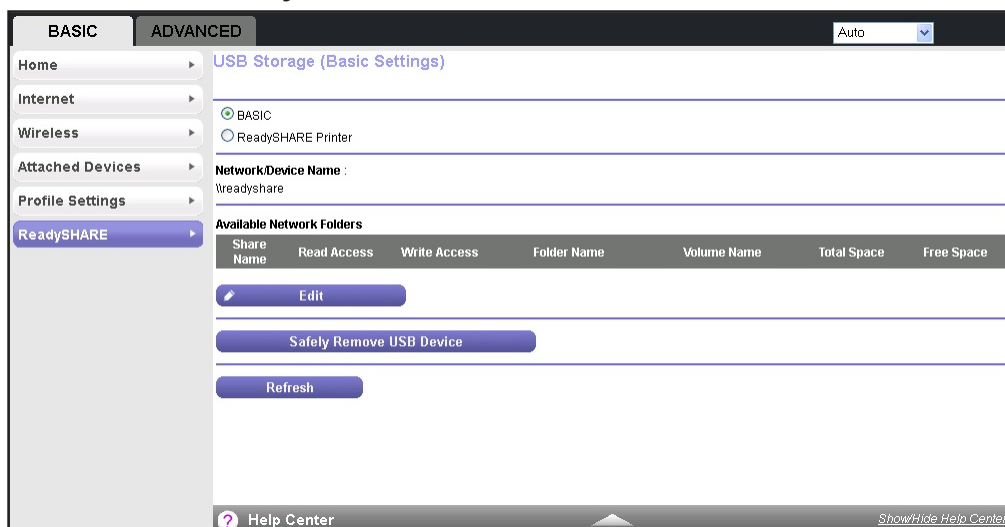 BASIC ADVANCED Auto
Home
Internet
Wireless
Attached Devices
Profile Settings
ReadySHARE
USB Storage (Basic Settings)
BASIC
ReadySHARE Printer
Network/Device Name :
\\readyshare
Available Network Folders
Share Name Read Access Write Access Folder Name Volume Name Total Space Free Space
Edit
Safely Remove USB Device
Refresh
? Help Center Show/Hide Help Center